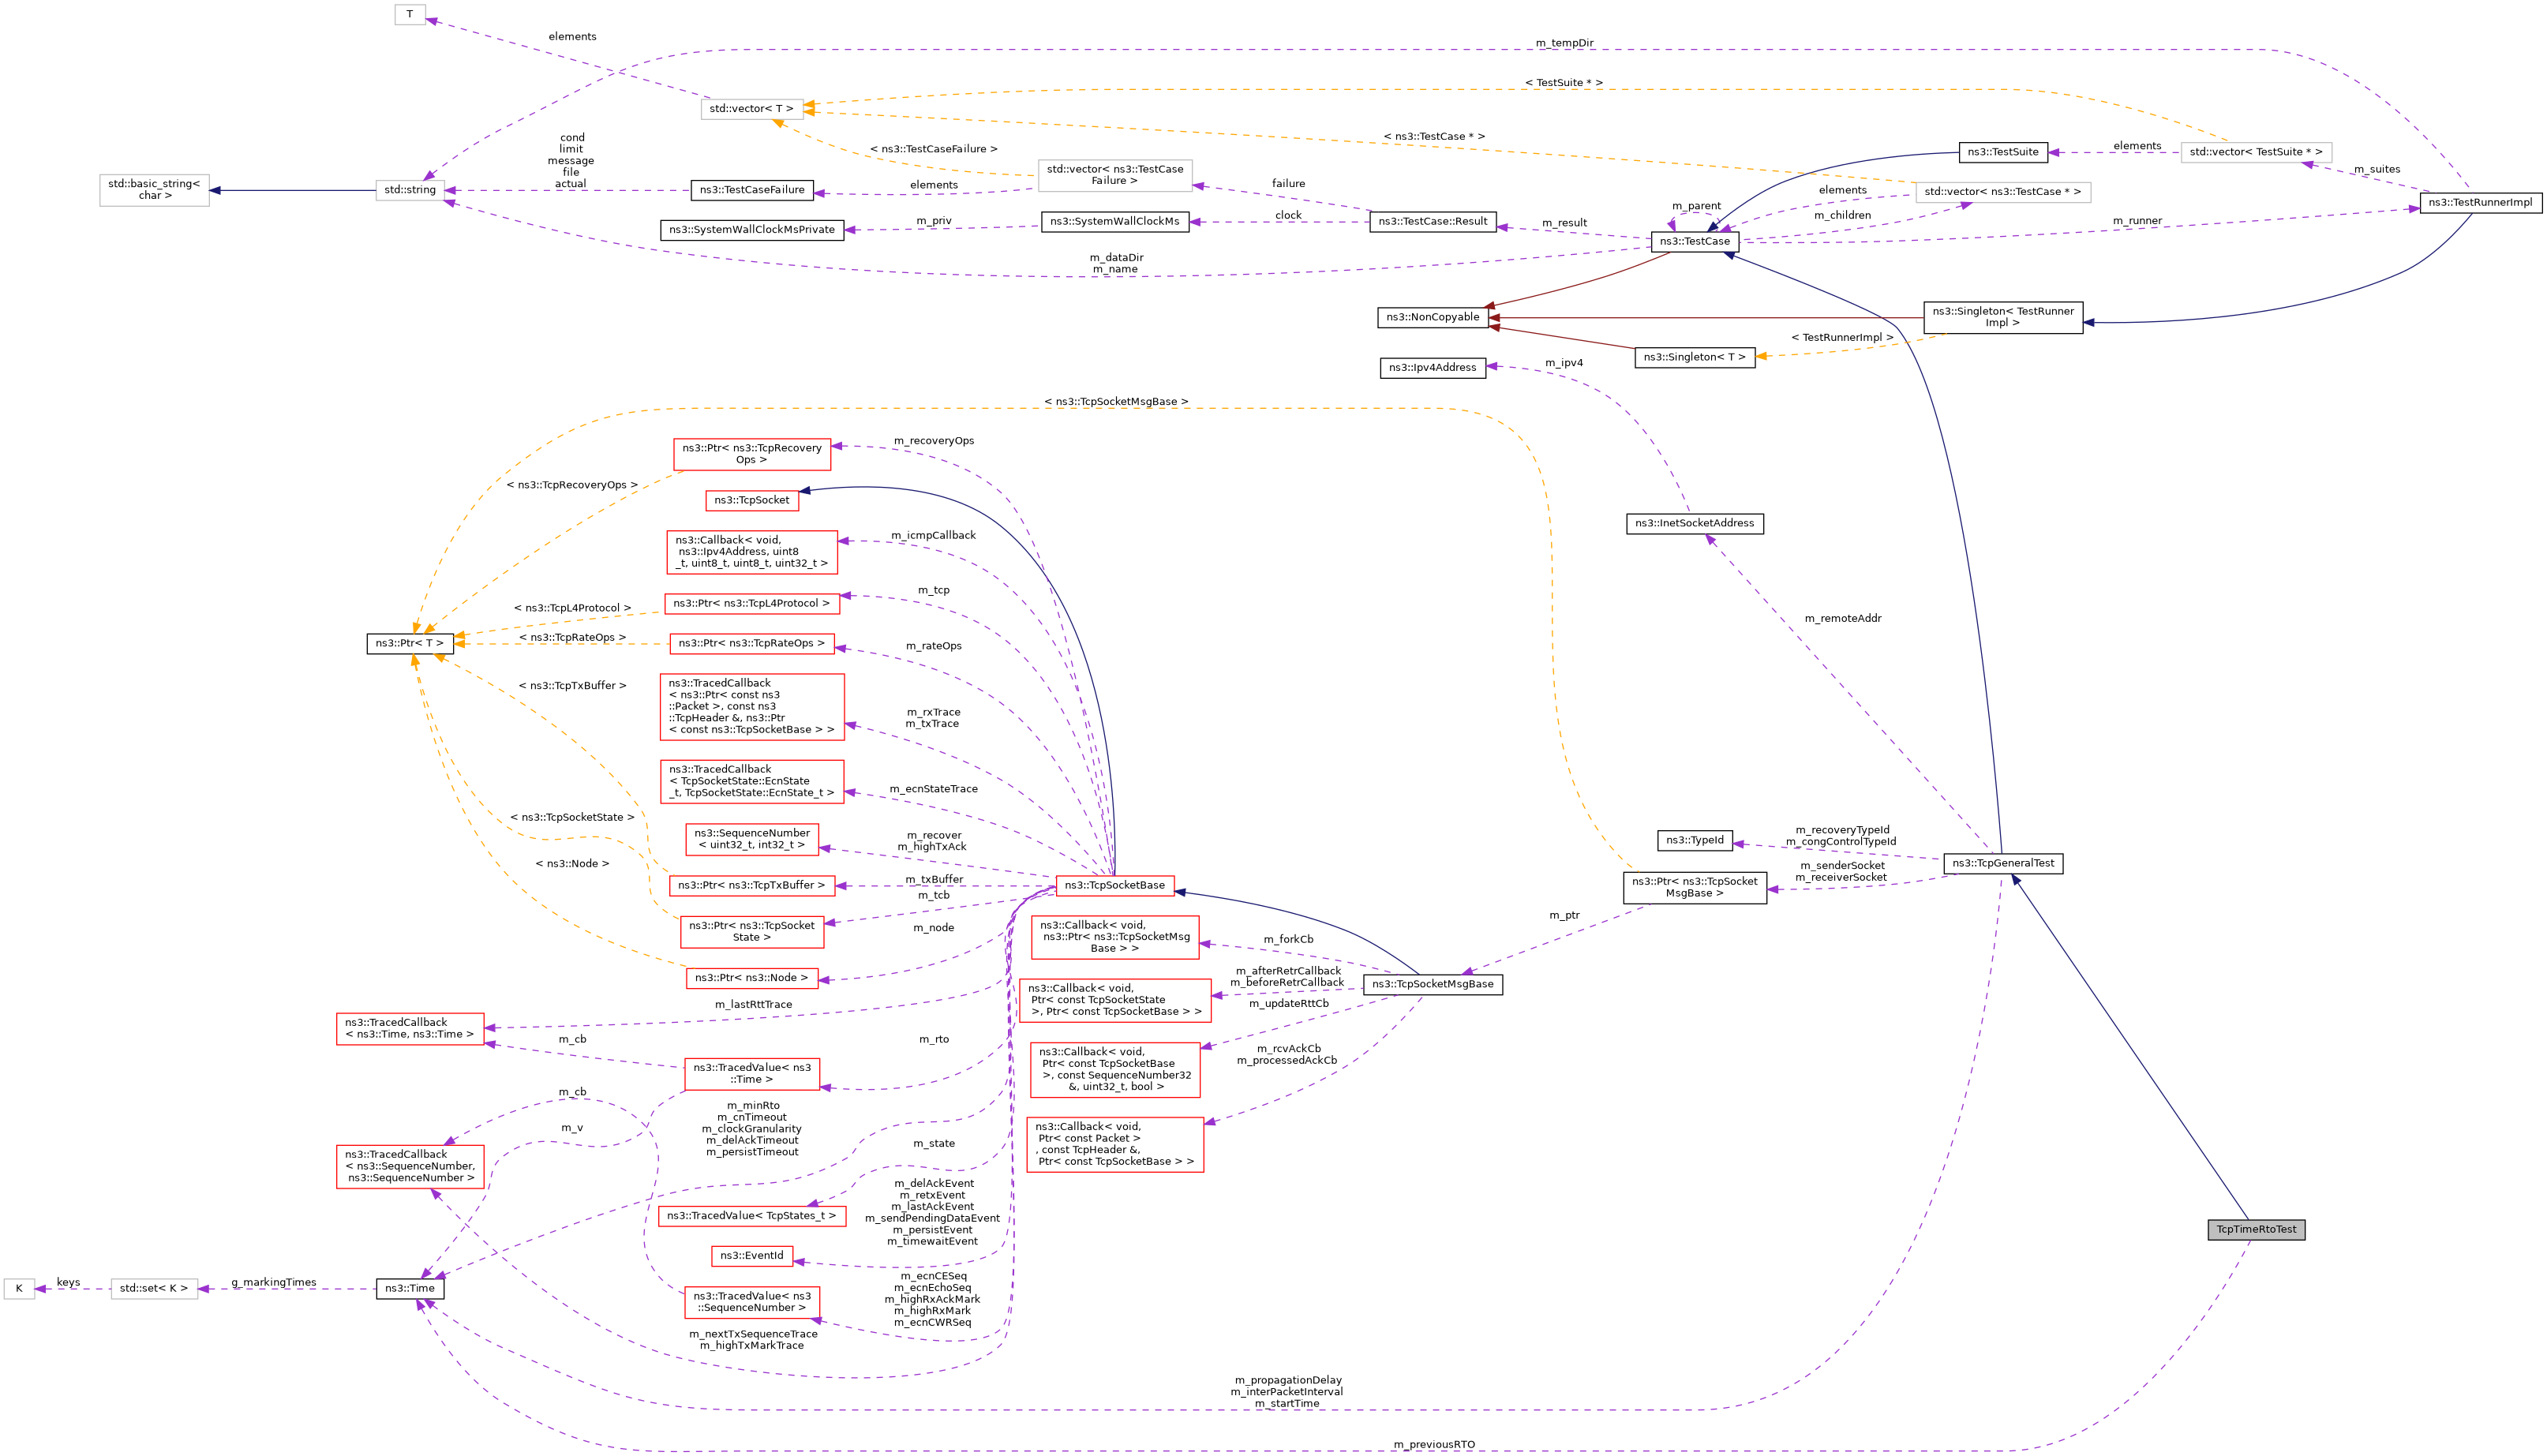 T
elements
m_tempDir
< TestSuite * >
std::vector< T >
cond
limit
message
file
actual
< ns3::TestCase * >
< ns3::TestCaseFailure >
ns3::TestSuite
elements
std::vector< TestSuite * >
m_suites
std::basic_string<
char >
std::string
ns3::TestCaseFailure
elements
std::vector< ns3::TestCase
Failure >
failure
elements
std::vector< ns3::TestCase * >
ns3::TestRunnerImpl
m_parent
m_children
m_runner
ns3::SystemWallClockMsPrivate
m_priv
ns3::SystemWallClockMs
clock
ns3::TestCase::Result
m_result
ns3::TestCase
m_dataDir
m_name
ns3::NonCopyable
ns3::Singleton< TestRunner
Impl >
< TestRunnerImpl >
ns3::Singleton< T >
ns3::Ipv4Address
m_ipv4
< ns3::TcpSocketMsgBase >
ns3::Ptr< ns3::TcpRecovery
Ops >
m_recoveryOps
< ns3::TcpRecoveryOps >
ns3::TcpSocket
ns3::InetSocketAddress
ns3::Callback< void,
ns3::Ipv4Address, uint8
_t, uint8_t, uint8_t, uint32_t >
m_icmpCallback
< ns3::TcpL4Protocol >
ns3::Ptr< ns3::TcpL4Protocol >
m_tcp
m_remoteAddr
ns3::Ptr< T >
< ns3::TcpRateOps >
ns3::Ptr< ns3::TcpRateOps >
m_rateOps
< ns3::TcpTxBuffer >
ns3::TracedCallback
< ns3::Ptr< const ns3
::Packet >, const ns3
::TcpHeader &, ns3::Ptr
< const ns3::TcpSocketBase > >
m_rxTrace
m_txTrace
ns3::TracedCallback
< TcpSocketState::EcnState
_t, TcpSocketState::EcnState_t >
m_ecnStateTrace
< ns3::TcpSocketState >
ns3::SequenceNumber
< uint32_t, int32_t >
m_recover
m_highTxAck
ns3::TypeId
m_recoveryTypeId
m_congControlTypeId
ns3::TcpGeneralTest
< ns3::Node >
ns3::Ptr< ns3::TcpTxBuffer >
m_txBuffer
ns3::TcpSocketBase
ns3::Ptr< ns3::TcpSocket
MsgBase >
m_senderSocket
m_receiverSocket
m_tcb
ns3::Ptr< ns3::TcpSocket
State >
m_ptr
m_node
ns3::Callback< void,
ns3::Ptr< ns3::TcpSocketMsg
Base > >
m_forkCb
ns3::Ptr< ns3::Node >
ns3::Callback< void,
Ptr< const TcpSocketState
>, Ptr< const TcpSocketBase > >
m_afterRetrCallback
m_beforeRetrCallback
ns3::TcpSocketMsgBase
m_lastRttTrace
m_updateRttCb
ns3::TracedCallback
< ns3::Time, ns3::Time >
m_cb
m_rto
ns3::Callback< void,
Ptr< const TcpSocketBase
>, const SequenceNumber32
&, uint32_t, bool >
m_rcvAckCb
m_processedAckCb
ns3::TracedValue< ns3
::Time >
m_cb
m_minRto
m_cnTimeout
m_clockGranularity
m_delAckTimeout
m_persistTimeout
m_v
m_state
ns3::Callback< void,
Ptr< const Packet >
, const TcpHeader &,
Ptr< const TcpSocketBase > >
ns3::TracedCallback
< ns3::SequenceNumber,
ns3::SequenceNumber >
ns3::TracedValue< TcpStates_t >
m_delAckEvent
m_retxEvent
m_lastAckEvent
m_sendPendingDataEvent
m_persistEvent
m_timewaitEvent
TcpTimeRtoTest
ns3::EventId
K
keys
std::set< K >
g_markingTimes
ns3::Time
ns3::TracedValue< ns3
::SequenceNumber >
m_ecnCESeq
m_ecnEchoSeq
m_highRxAckMark
m_highRxMark
m_ecnCWRSeq
m_nextTxSequenceTrace
m_highTxMarkTrace
m_propagationDelay
m_interPacketInterval
m_startTime
m_previousRTO